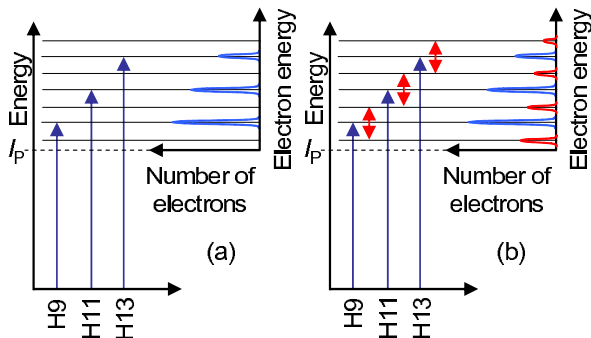 Energy
Electron energy
I_P
Number of
electrons
(a)
H9
H11
H13
Energy
Electron energy
I_P
Number of
electrons
(b)
H9
H11
H13